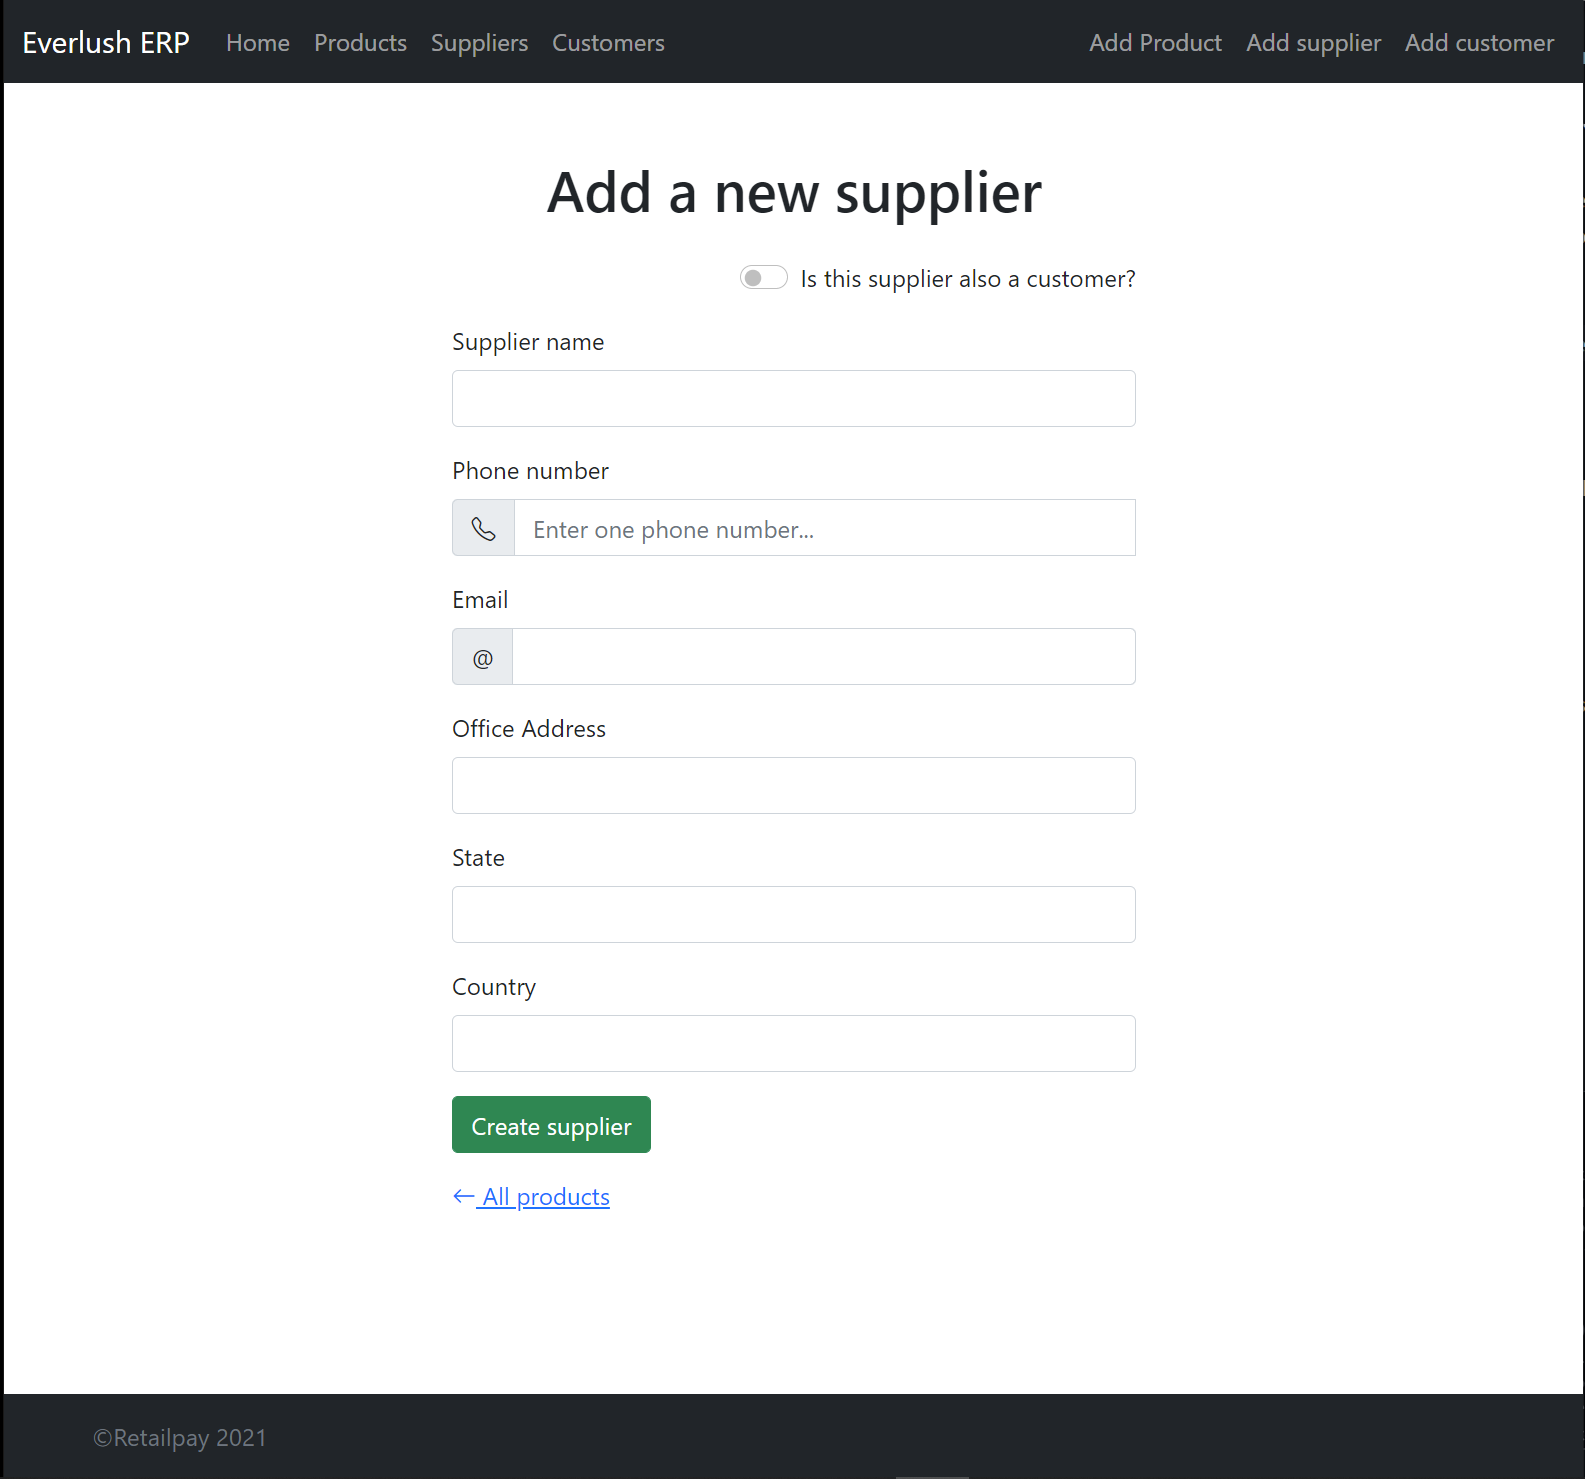 Everlush ERP Home Products Suppliers Customers Add Product Add supplier Add customer
Add a new supplier
Is this supplier also a customer?
Supplier name
Phone number
Enter one phone number...
Email
@
Office Address
State
Country
Create supplier
← All products
©Retailpay 2021